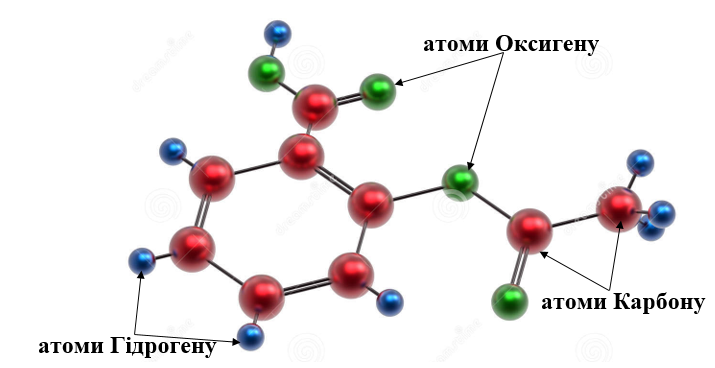 атоми Оксигену
атоми Карбону
атоми Гідрогену